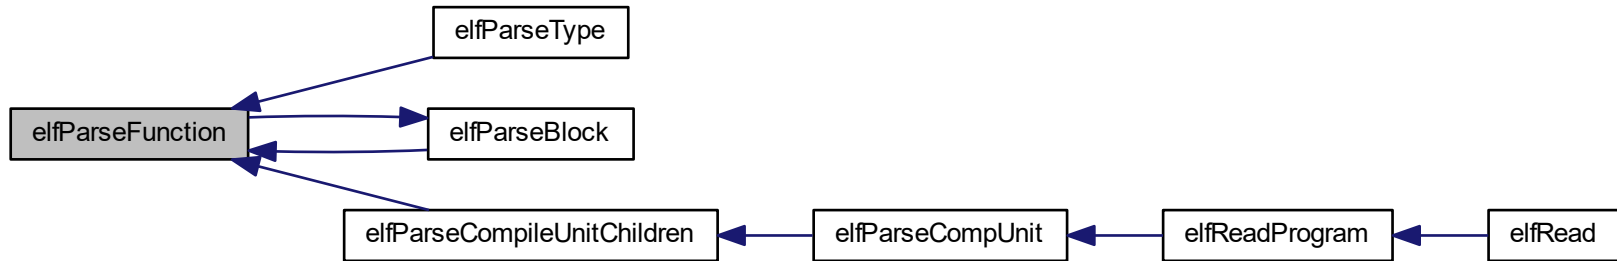 elfParseType
elfParseFunction
elfParseBlock
elfParseCompileUnitChildren
elfParseCompUnit
elfReadProgram
elfRead